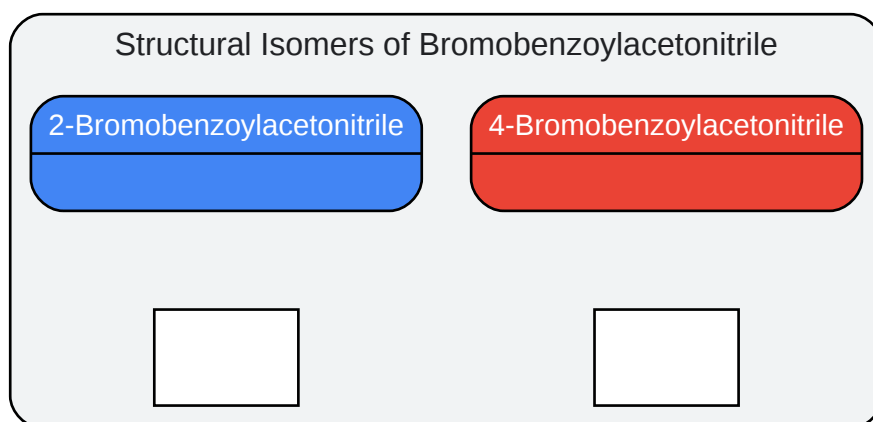 Structural Isomers of Bromobenzoylacetonitrile
2-Bromobenzoylacetonitrile
4-Bromobenzoylacetonitrile